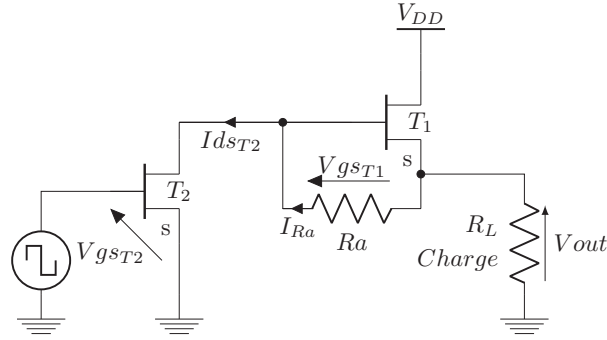 V_DD
T_1
Ids_T2
s
Vgs_T1
T_2
s
I_Ra
Ra
R_L
Charge
Vout
Vgs_T2